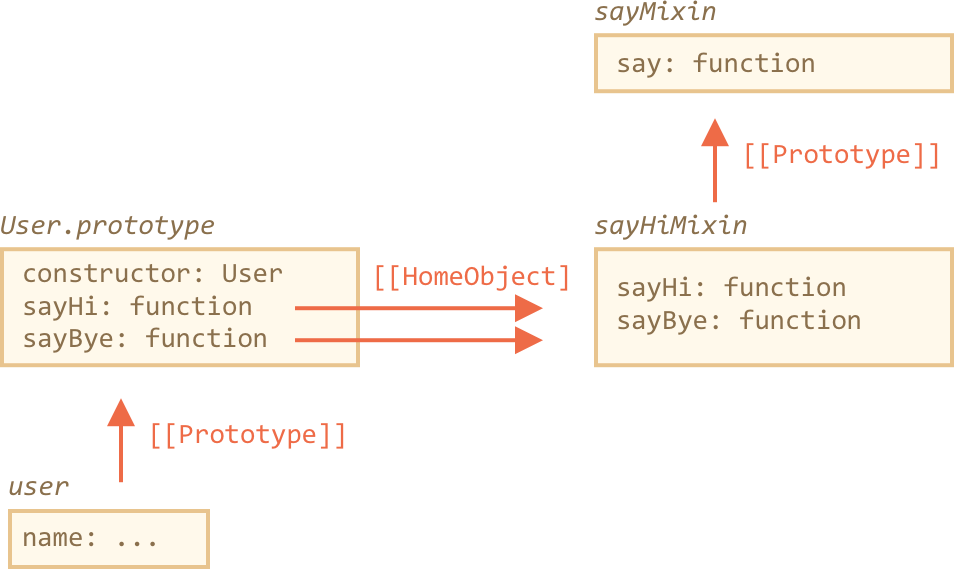 sayMixin
say: function
[[Prototype]]
User.prototype
sayHiMixin
constructor: User
sayHi: function
sayBye: function
[[HomeObject]
sayHi: function
sayBye: function
[[Prototype]]
user
name: ...